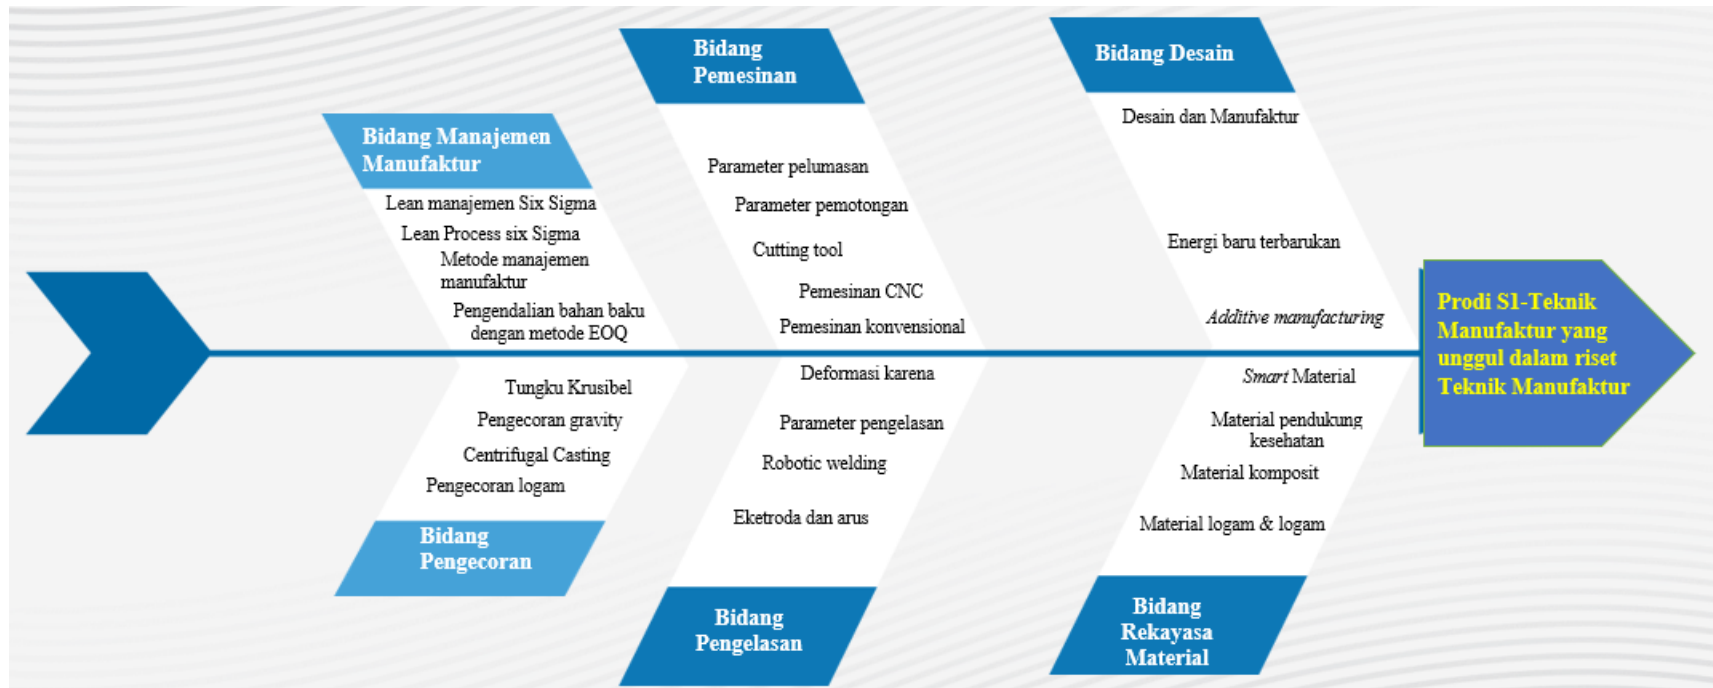 Bidang Manajemen
Manufaktur
Lean manajemen Six Sigma
Lean Process six Sigma
Metode manajemen
manufaktur
Pengendalian bahan baku
dengan metode EOQ
Bidang
Pemesinan
Parameter pelumasan
Parameter pemotongan
Cutting tool
Pemesinan CNC
Pemesinan konvensional
Bidang Desain
Desain dan Manufaktur
Energi baru terbarukan
Additive manufacturing
Prodi S1-Teknik
Manufaktur yang
unggul dalam riset
Teknik Manufaktur
Tungku Krusibel
Pengecoran gravity
Centrifugal Casting
Pengecoran logam
Bidang
Pengecoran
Deformasi karena
Parameter pengelasan
Robotic welding
Eketroda dan arus
Bidang
Pengelasan
Smart Material
Material pendukung
kesehatan
Material komposit
Material logam & logam
Bidang
Rekayasa
Material